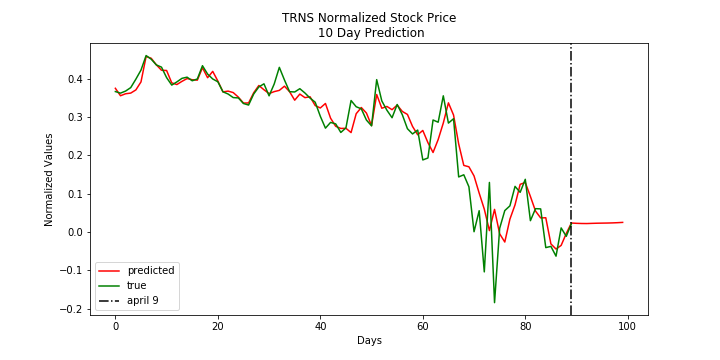 TRNS Normalized Stock Price
10 Day Prediction
Normalized Values
0.4
0.3
0.2
0.1
0.0
−0.1
−0.2
predicted
true
april 9
0 20 40 60 80 100
Days